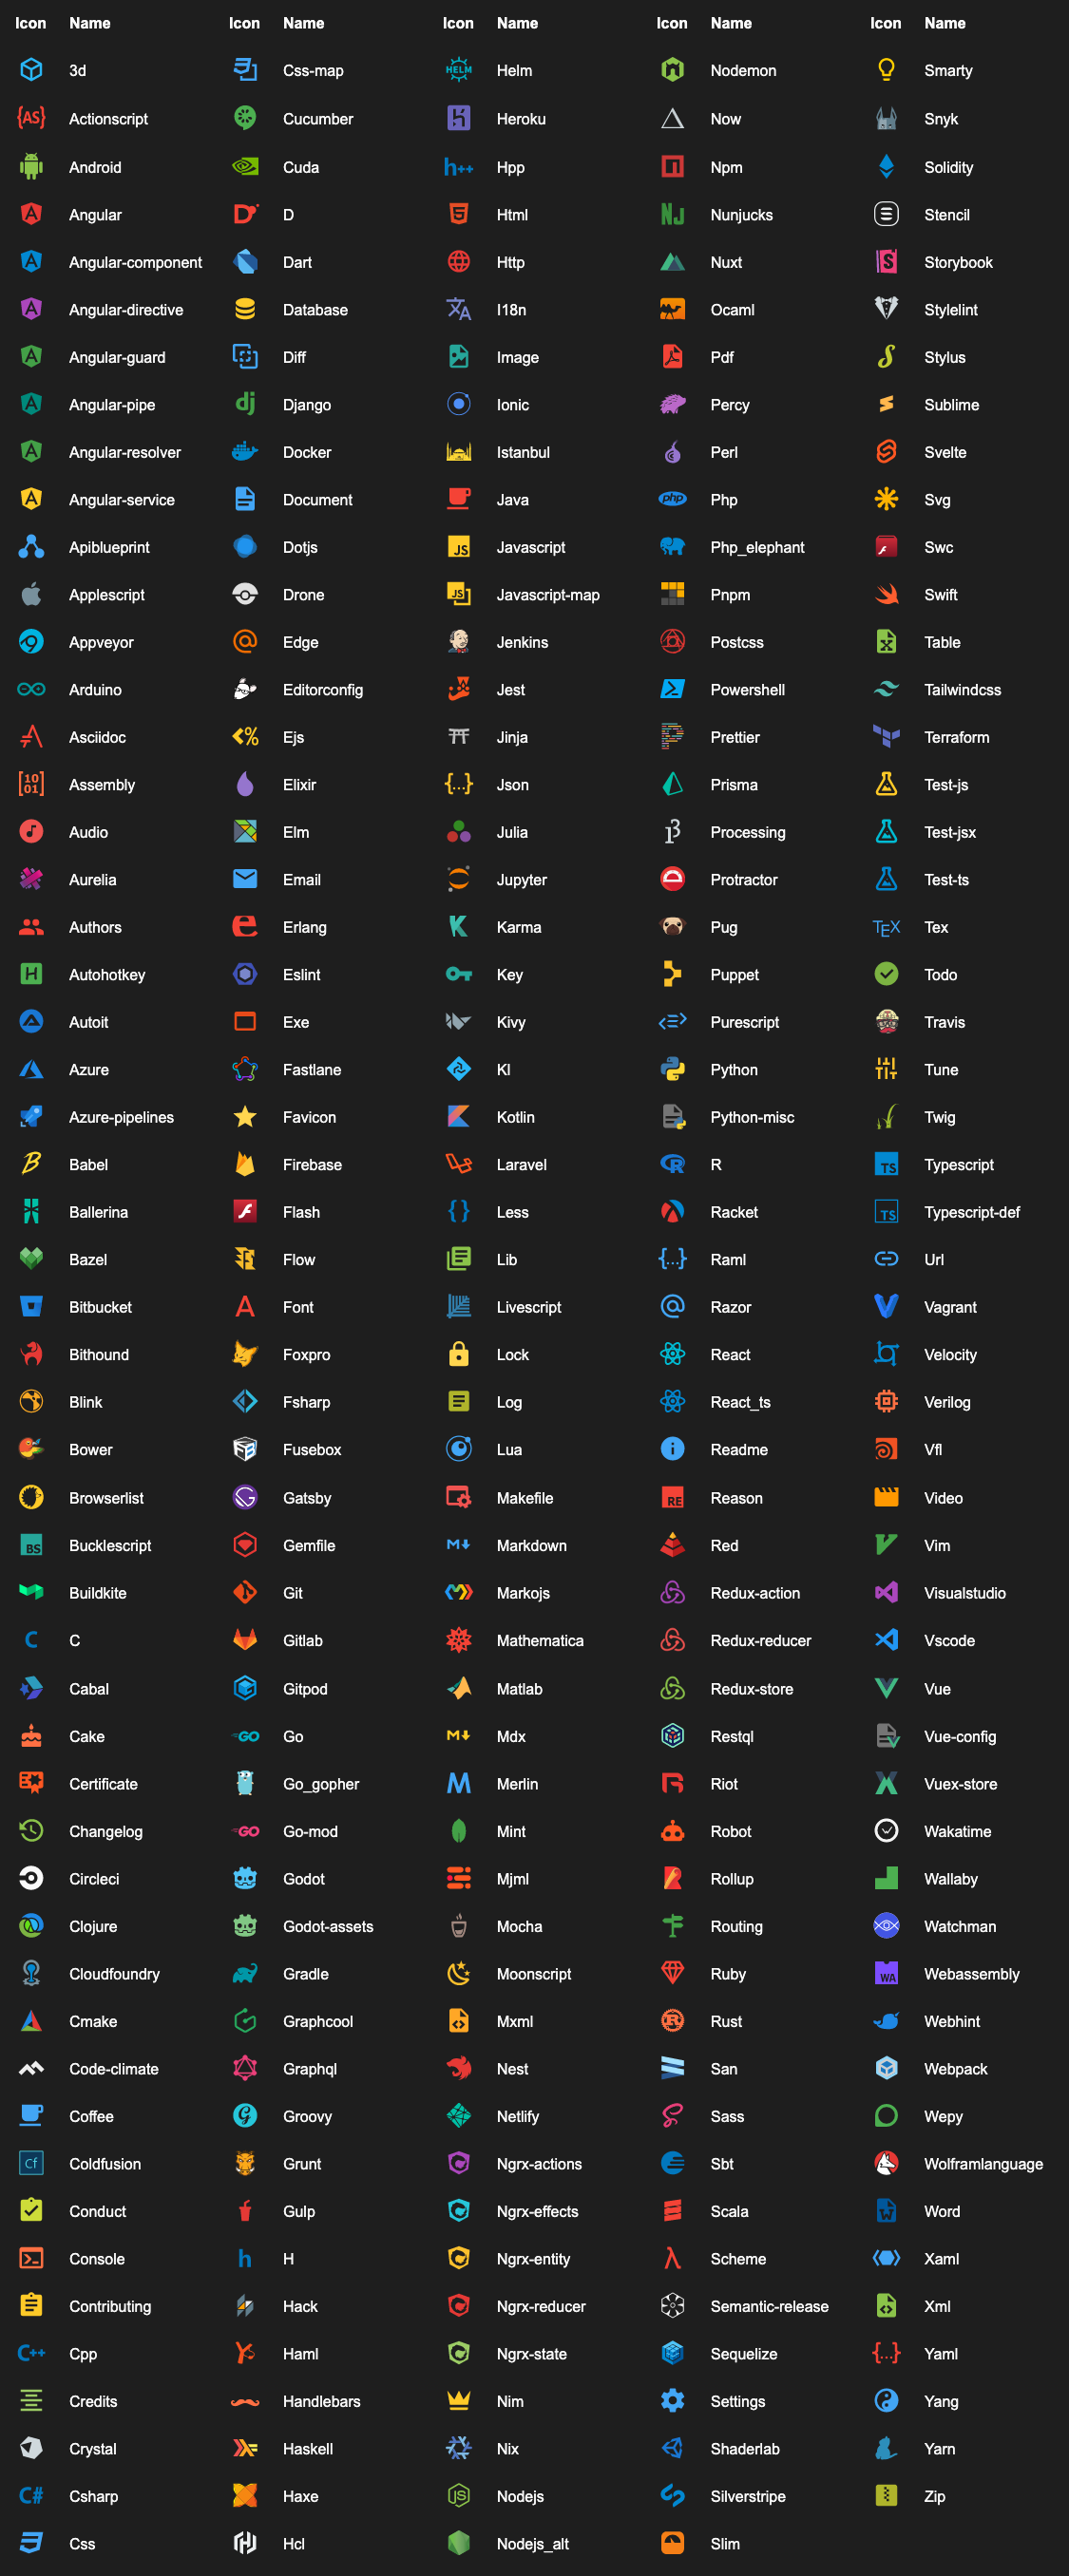 Icon Name Icon Name Icon Name Icon Name Icon Name
3d Css-map HELM Helm Nodemon Smarty
{AS} Actionscript Cucumber Heroku Now Snyk
Android Cuda h++ Hpp Npm Solidity
Angular D D Html Nunjucks Stencil
Angular-component Dart Http Nuxt Storybook
Angular-directive Database I18n Ocaml Stylelint
Angular-guard Diff Image Pdf Stylus
Angular-pipe dj Django Ionic Percy Sublime
Angular-resolver Docker Istanbul Perl Svelte
Angular-service Document Java php Php Svg
Apiblueprint Dotjs JS Javascript Php_elephant Swc
Applescript Drone JS Javascript-map Pnpm Swift
Appveyor Edge Jenkins Postcss Table
Arduino Editorconfig Jest Powershell Tailwindcss
Asciidoc <% Ejs Jinja Prettier Terraform
[1001] Assembly Elixir {...} Json Prisma Test-js
Audio Elm Julia Processing Test-jsx
Aurelia Email Jupyter Protractor Test-ts
Authors Erlang Karma Pug TEX Tex
H Autohotkey Eslint Key Puppet Todo
Autoit Exe Kivy Purescript Travis
Azure Fastlane Kl Python Tune
Azure-pipelines Favicon Kotlin Python-misc Twig
Babel Firebase Laravel R R TS Typescript
Ballerina Flash {} Less Racket TS Typescript-def
Bazel Flow Lib {...} Raml Url
Bitbucket A Font Livescript @ Razor Vagrant
Bithound Foxpro Lock React Velocity
Blink Fsharp Log React_ts Verilog
Bower Fusebox Lua Readme Vfl
Browserlist Gatsby Makefile RE Reason Video
BS Bucklescript Gemfile M Markdown Red Vim
Buildkite Git Markojs Redux-action Visualstudio
C C Gitlab Mathematica Redux-reducer Vscode
Cabal Gitpod Matlab Redux-store Vue
Cake GO Go M Mdx Restql Vue-config
Certificate Go_gopher M Merlin Riot Vuex-store
Changelog GO Go-mod Mint Robot Wakatime
Circleci Godot Mjml Rollup Wallaby
Clojure Godot-assets Mocha Routing Watchman
Cloudfoundry Gradle Moonscript Ruby WA Webassembly
Cmake Graphcool Mxml Rust Webhint
Code-climate Graphql Nest San Webpack
Coffee Groovy Netlify Sass Wepy
Cf Coldfusion Grunt Ngrx-actions Sbt Wolframlanguage
Conduct Gulp Ngrx-effects Scala W Word
Console h H Ngrx-entity λ Scheme Xaml
Contributing Hack Ngrx-reducer Semantic-release Xml
C++ Cpp Haml Ngrx-state Sequelize {...} Yaml
Credits Handlebars Nim Settings Yang
Crystal Haskell Nix Shaderlab Yarn
C# Csharp Haxe JS Nodejs Silverstripe Zip
Css Hcl Nodejs_alt Slim